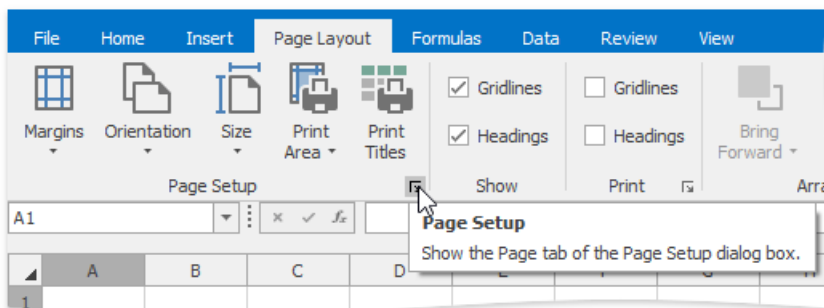 File Home Insert Page Layout Formulas Data Review View
Gridlines Gridlines
Margins Orientation Size Print Area Print Titles Headings Headings Bring Forward
Page Setup Show Print
A1 fx
Page Setup
Show the Page tab of the Page Setup dialog box.
A B C D
1